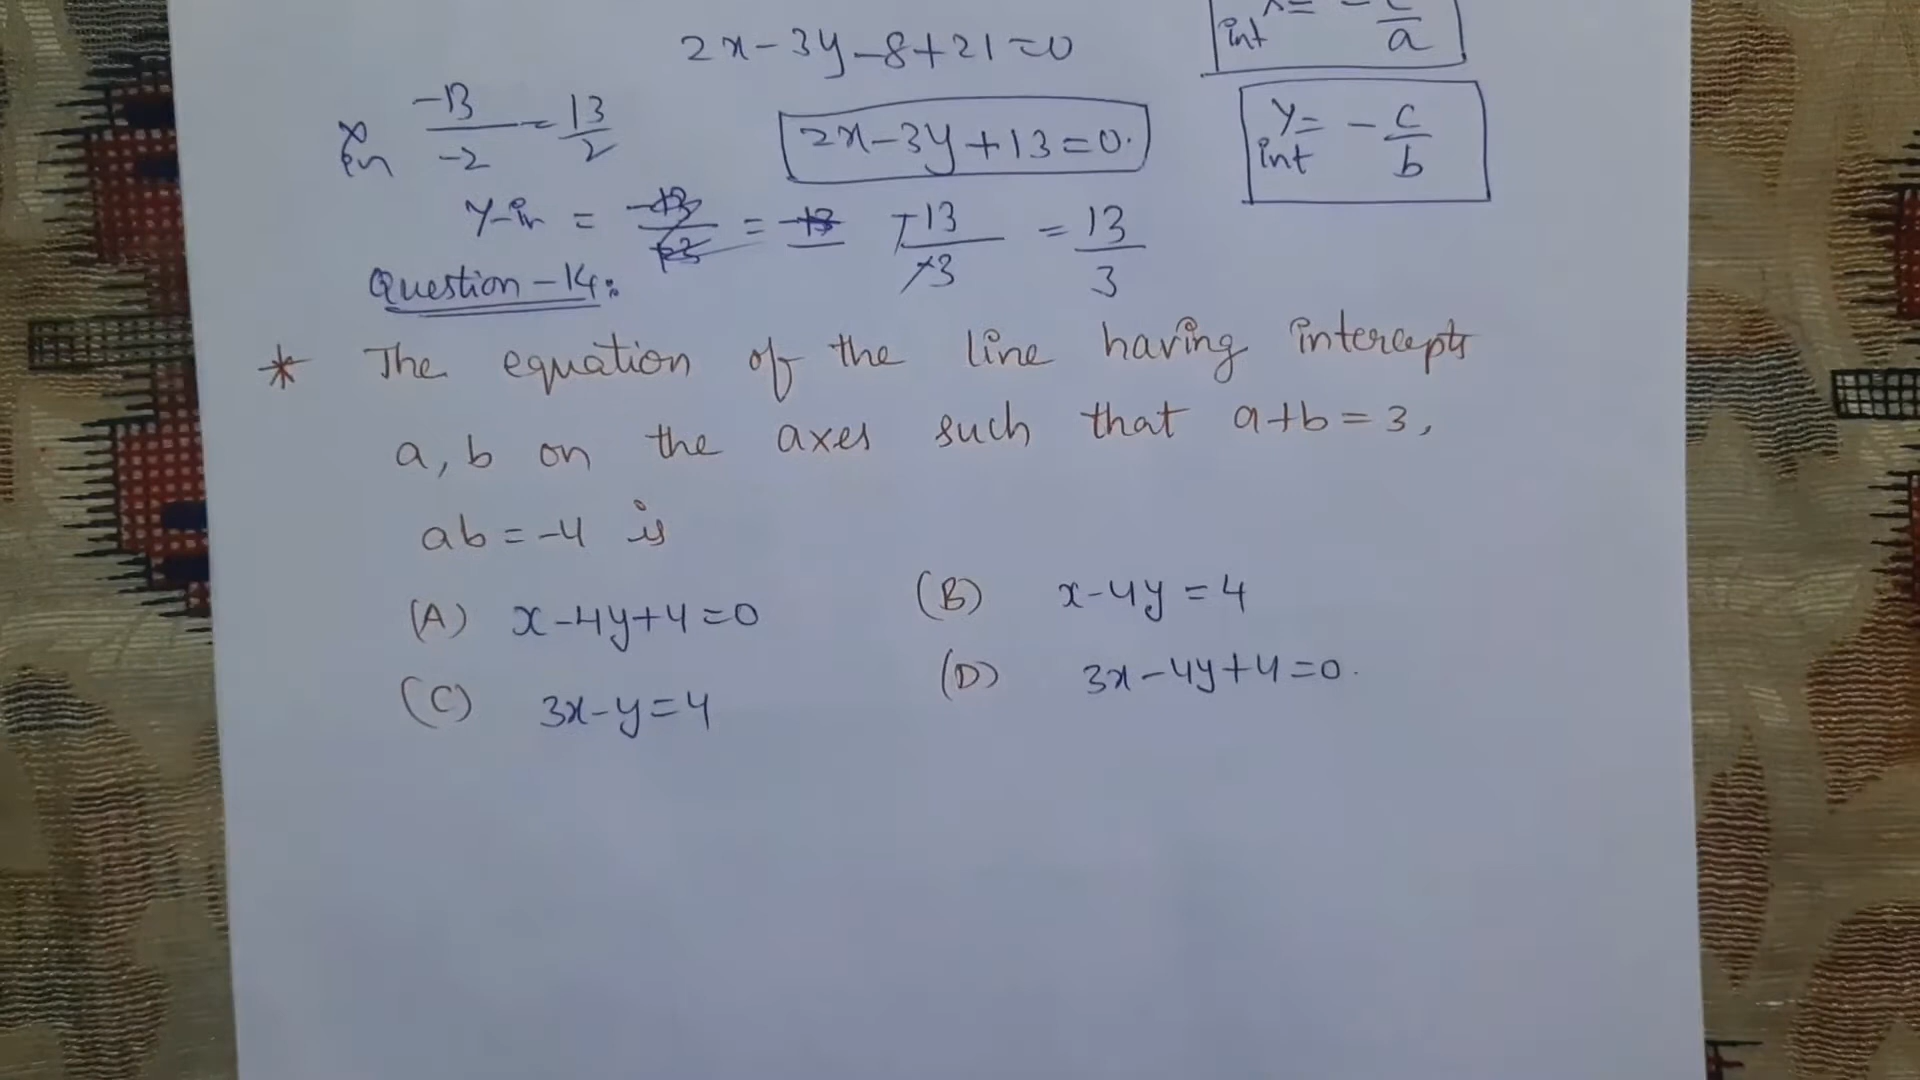 2x-3y-8+21=0
int x= - c/a
-13/-2 = 13/2
2x-3y+13=0.
y= int - c/b
y-in = = -13/-3 = 13/3
Question-14:
* The equation of the line having intercepts
a, b on the axes such that a+b=3,
ab=-4 is
(A) x-4y+4=0 (B) x-4y=4
(C) 3x-y=4 (D) 3x-4y+4=0.